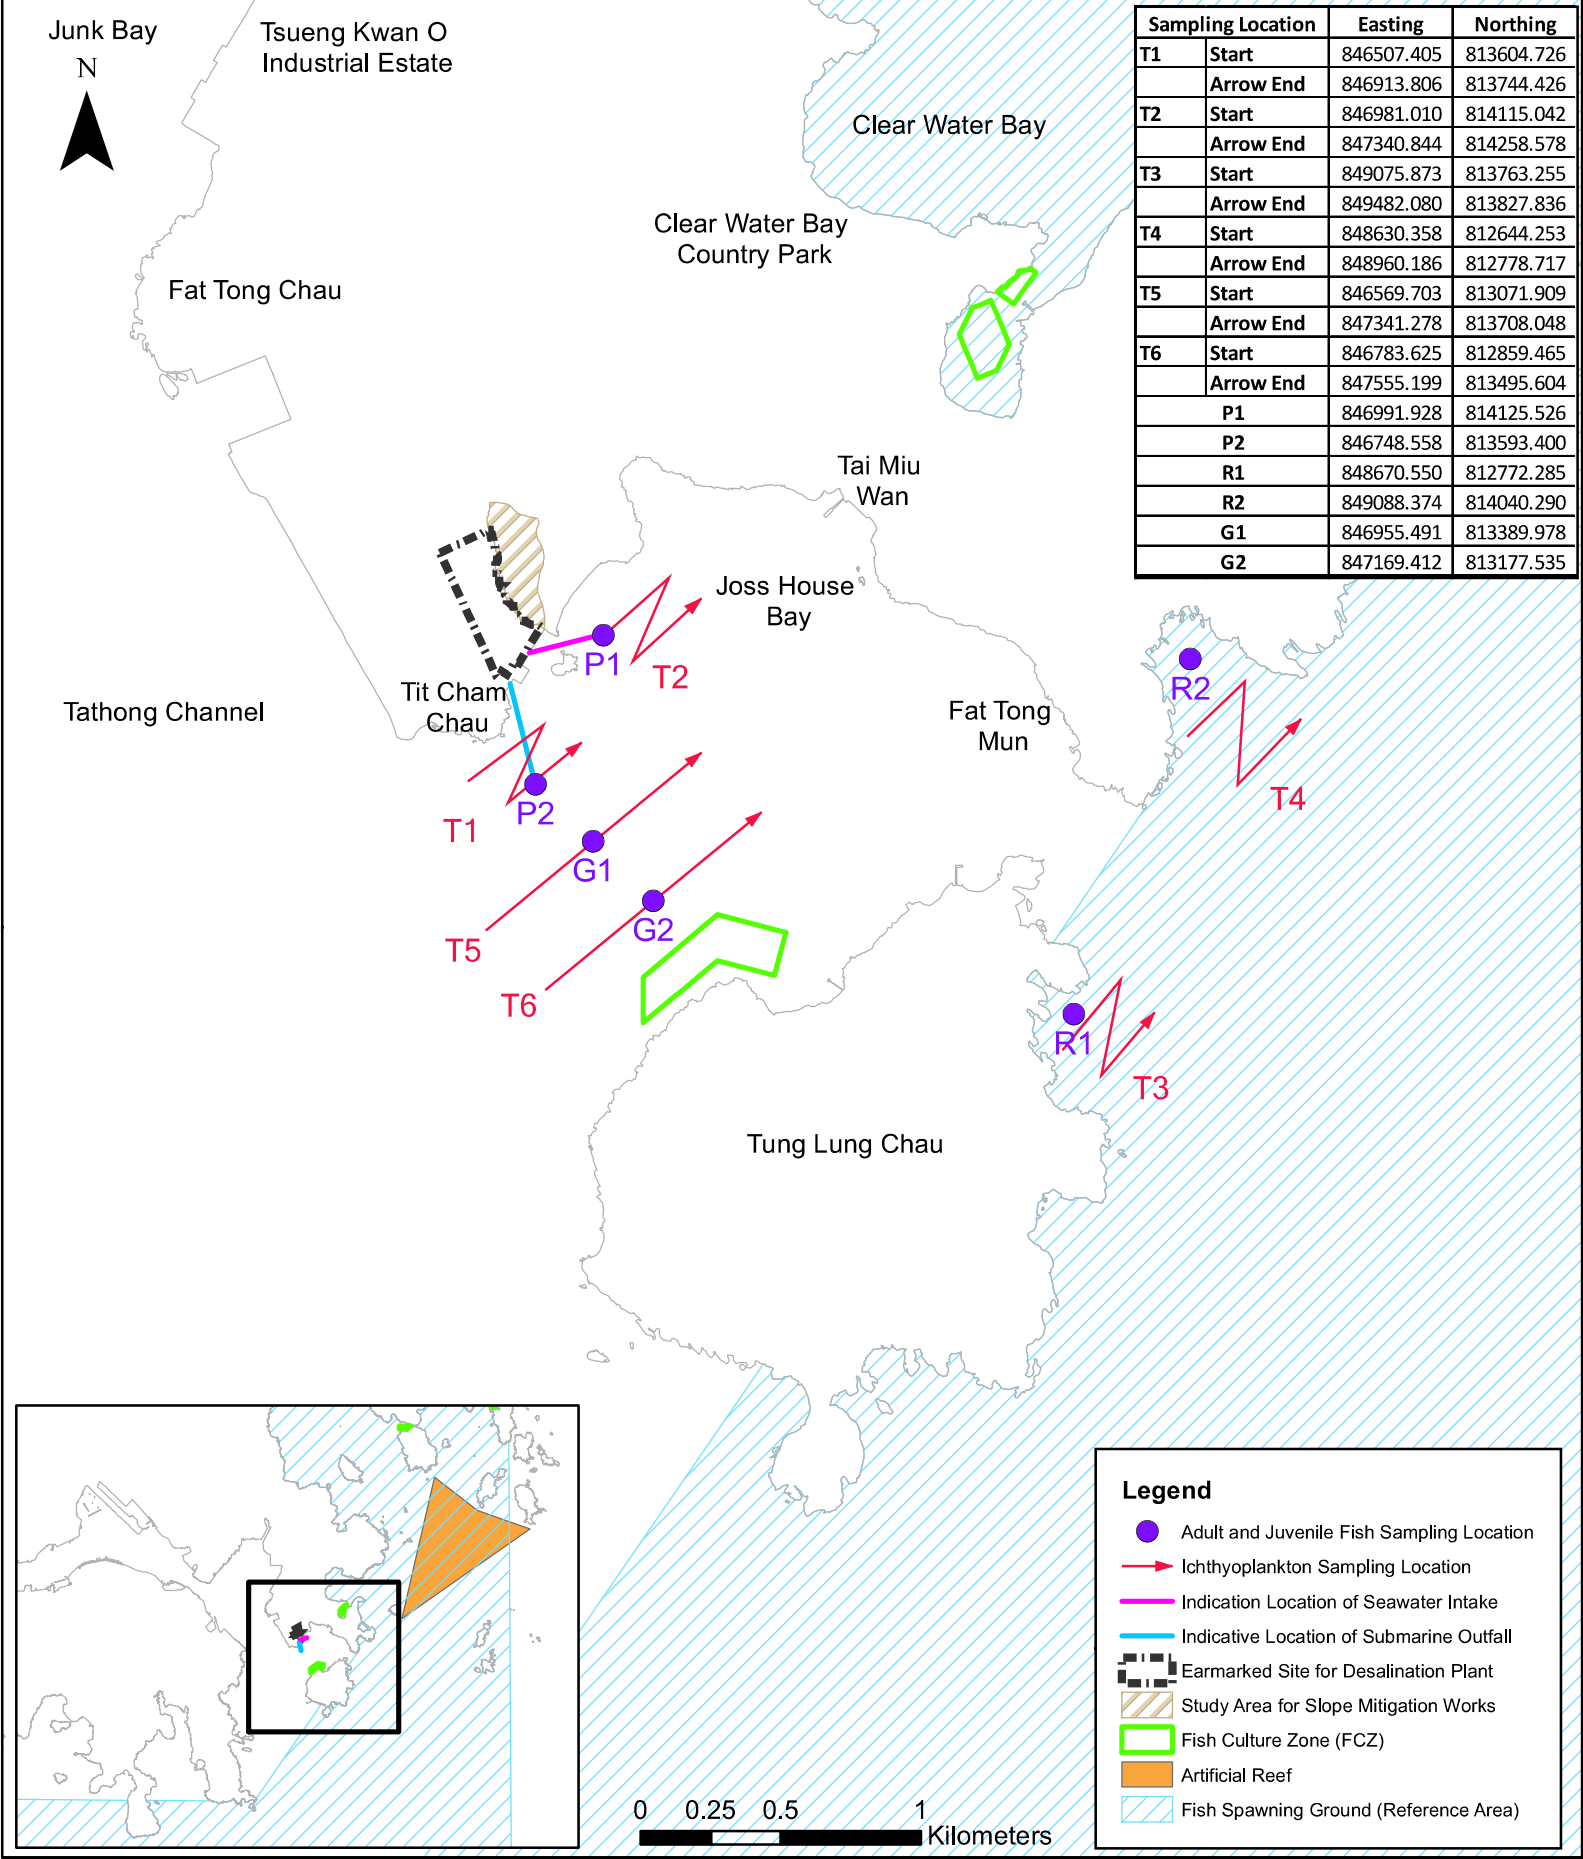 Junk Bay
N
Tsueng Kwan O
Industrial Estate
Clear Water Bay
Clear Water Bay
Country Park
Fat Tong Chau
Tai Miu
Wan
Joss House
Bay
P1
T2
R2
Tit Cham
Chau
Tathong Channel
Fat Tong
Mun
T4
P2
T1
G1
G2
T5
T6
R1
T3
Tung Lung Chau
Sampling Location Easting Northing
T1 Start 846507.405 813604.726
Arrow End 846913.806 813744.426
T2 Start 846981.010 814115.042
Arrow End 847340.844 814258.578
T3 Start 849075.873 813763.255
Arrow End 849482.080 813827.836
T4 Start 848630.358 812644.253
Arrow End 848960.186 812778.717
T5 Start 846569.703 813071.909
Arrow End 847341.278 813708.048
T6 Start 846783.625 812859.465
Arrow End 847555.199 813495.604
P1 846991.928 814125.526
P2 846748.558 813593.400
R1 848670.550 812772.285
R2 849088.374 814040.290
G1 846955.491 813389.978
G2 847169.412 813177.535
0 0.25 0.5 1
Kilometers
Legend
Adult and Juvenile Fish Sampling Location
Ichthyoplankton Sampling Location
Indication Location of Seawater Intake
Indicative Location of Submarine Outfall
Earmarked Site for Desalination Plant
Study Area for Slope Mitigation Works
Fish Culture Zone (FCZ)
Artificial Reef
Fish Spawning Ground (Reference Area)